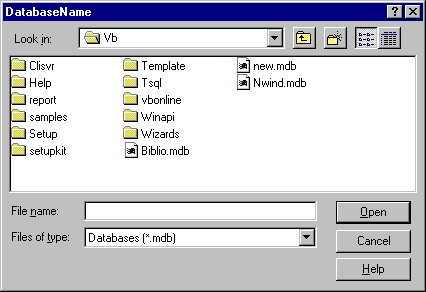 DatabaseName
Look in: Vb
Clisvr
Help
report
samples
Setup
setupkit
Template
Tsql
vbonline
Winapi
Wizards
Biblio.mdb
new.mdb
Nwind.mdb
File name:
Open
Files of type: Databases (*.mdb)
Cancel
Help